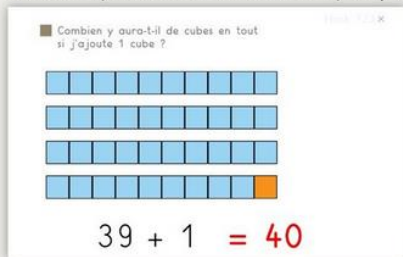 Combien y aura-t-il de cubes en tout
si j'ajoute 1 cube ?
39 + 1 = 40